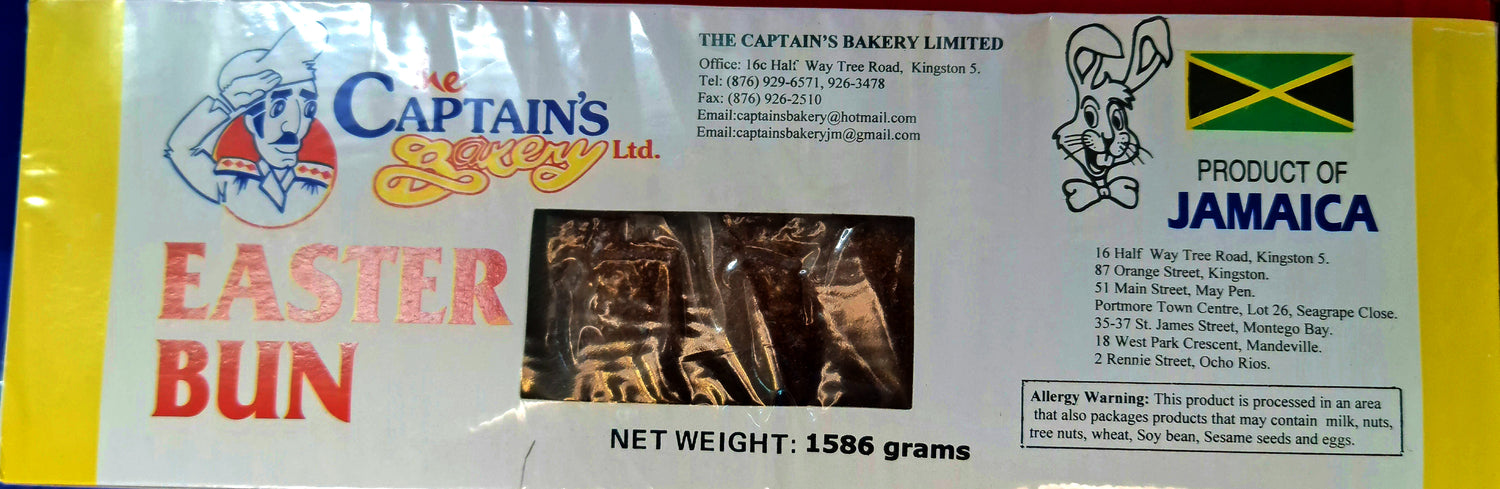 The
CAPTAIN'S
Bakery Ltd.
EASTER
BUN
THE CAPTAIN'S BAKERY LIMITED
Office: 16c Half Way Tree Road, Kingston 5.
Tel: (876) 929-6571, 926-3478
Fax: (876) 926-2510
Email:captainsbakery@hotmail.com
Email:captainsbakeryjm@gmail.com
NET WEIGHT: 1586 grams
PRODUCT OF
JAMAICA
16 Half Way Tree Road, Kingston 5.
87 Orange Street, Kingston.
51 Main Street, May Pen.
Portmore Town Centre, Lot 26, Seagrape Close.
35-37 St. James Street, Montego Bay.
18 West Park Crescent, Mandeville.
2 Rennie Street, Ocho Rios.
Allergy Warning: This product is processed in an area
that also packages products that may contain milk, nuts,
tree nuts, wheat, Soy bean, Sesame seeds and eggs.